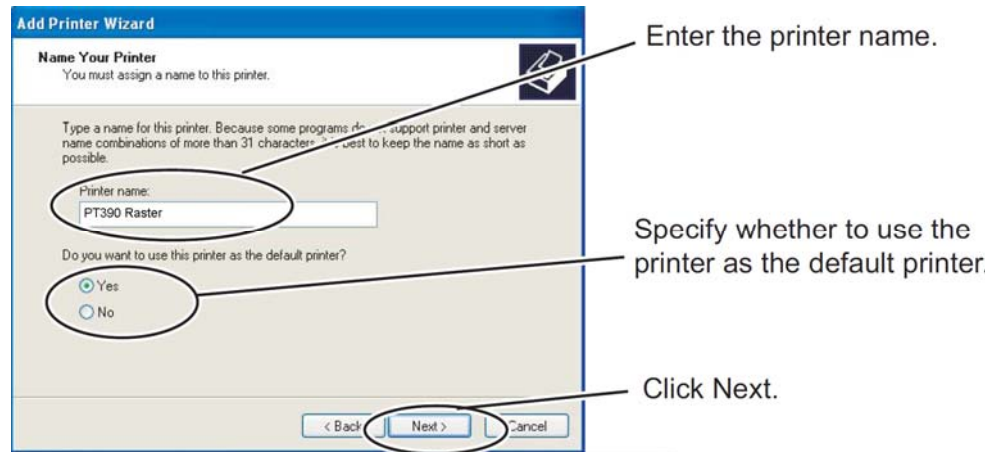 Add Printer Wizard
Name Your Printer
You must assign a name to this printer.
Type a name for this printer. Because some programs do support printer and server
name combinations of more than 31 characters, best to keep the name as short as
possible.
Printer name:
PT390 Raster
Do you want to use this printer as the default printer?
Yes
No
< Back
Next >
Cancel
Enter the printer name.
Specify whether to use the
printer as the default printer.
Click Next.